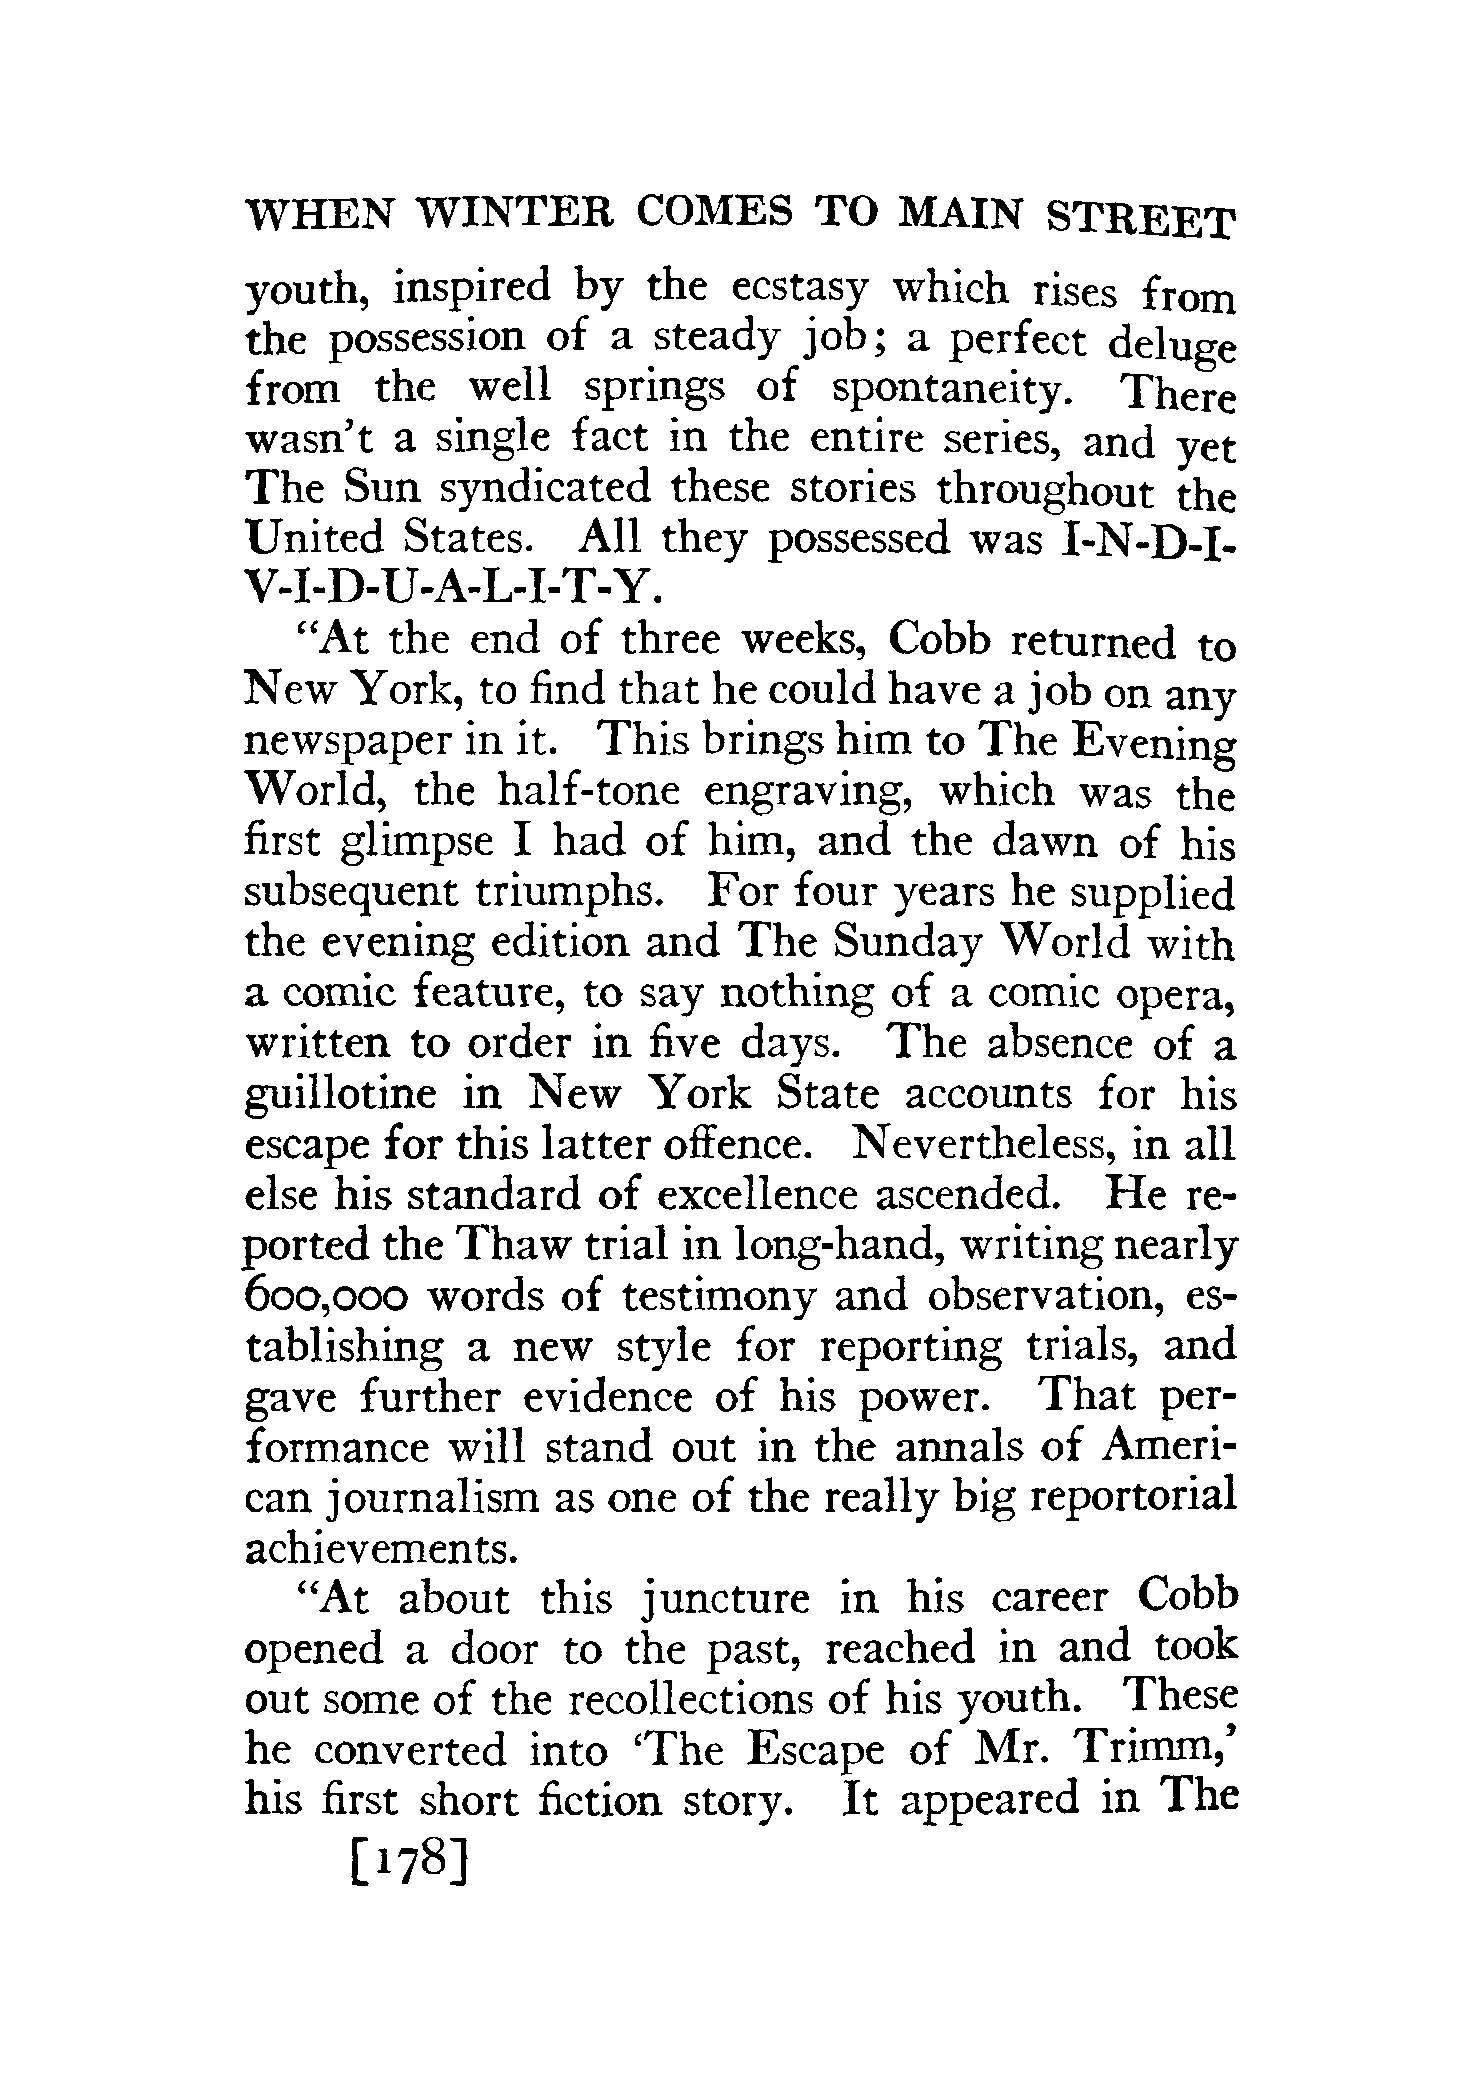 WHEN WINTER COMES TO MAIN STREET
youth, inspired by the ecstasy which rises from
the possession of a steady job; a perfect deluge
from the well springs of spontaneity. There
wasn't a single fact in the entire series, and yet
The Sun syndicated these stories throughout the
United States. All they possessed was I-N-D-I-
V-I-D-U-A-L-I-T-Y.
"At the end of three weeks, Cobb returned to
New York, to find that he could have a job on any
newspaper in it. This brings him to The Evening
World, the half-tone engraving, which was the
first glimpse I had of him, and the dawn of his
subsequent triumphs. For four years he supplied
the evening edition and The Sunday World with
a comic feature, to say nothing of a comic opera,
written to order in five days. The absence of a
guillotine in New York State accounts for his
escape for this latter offence. Nevertheless, in all
else his standard of excellence ascended. He re-
ported the Thaw trial in long-hand, writing nearly
600,000 words of testimony and observation, es-
tablishing a new style for reporting trials, and
gave further evidence of his power. That per-
formance will stand out in the annals of Ameri-
can journalism as one of the really big reportorial
achievements.
"At about this juncture in his career Cobb
opened a door to the past, reached in and took
out some of the recollections of his youth. These
he converted into 'The Escape of Mr. Trimm,'
his first short fiction story. It appeared in The
[178]